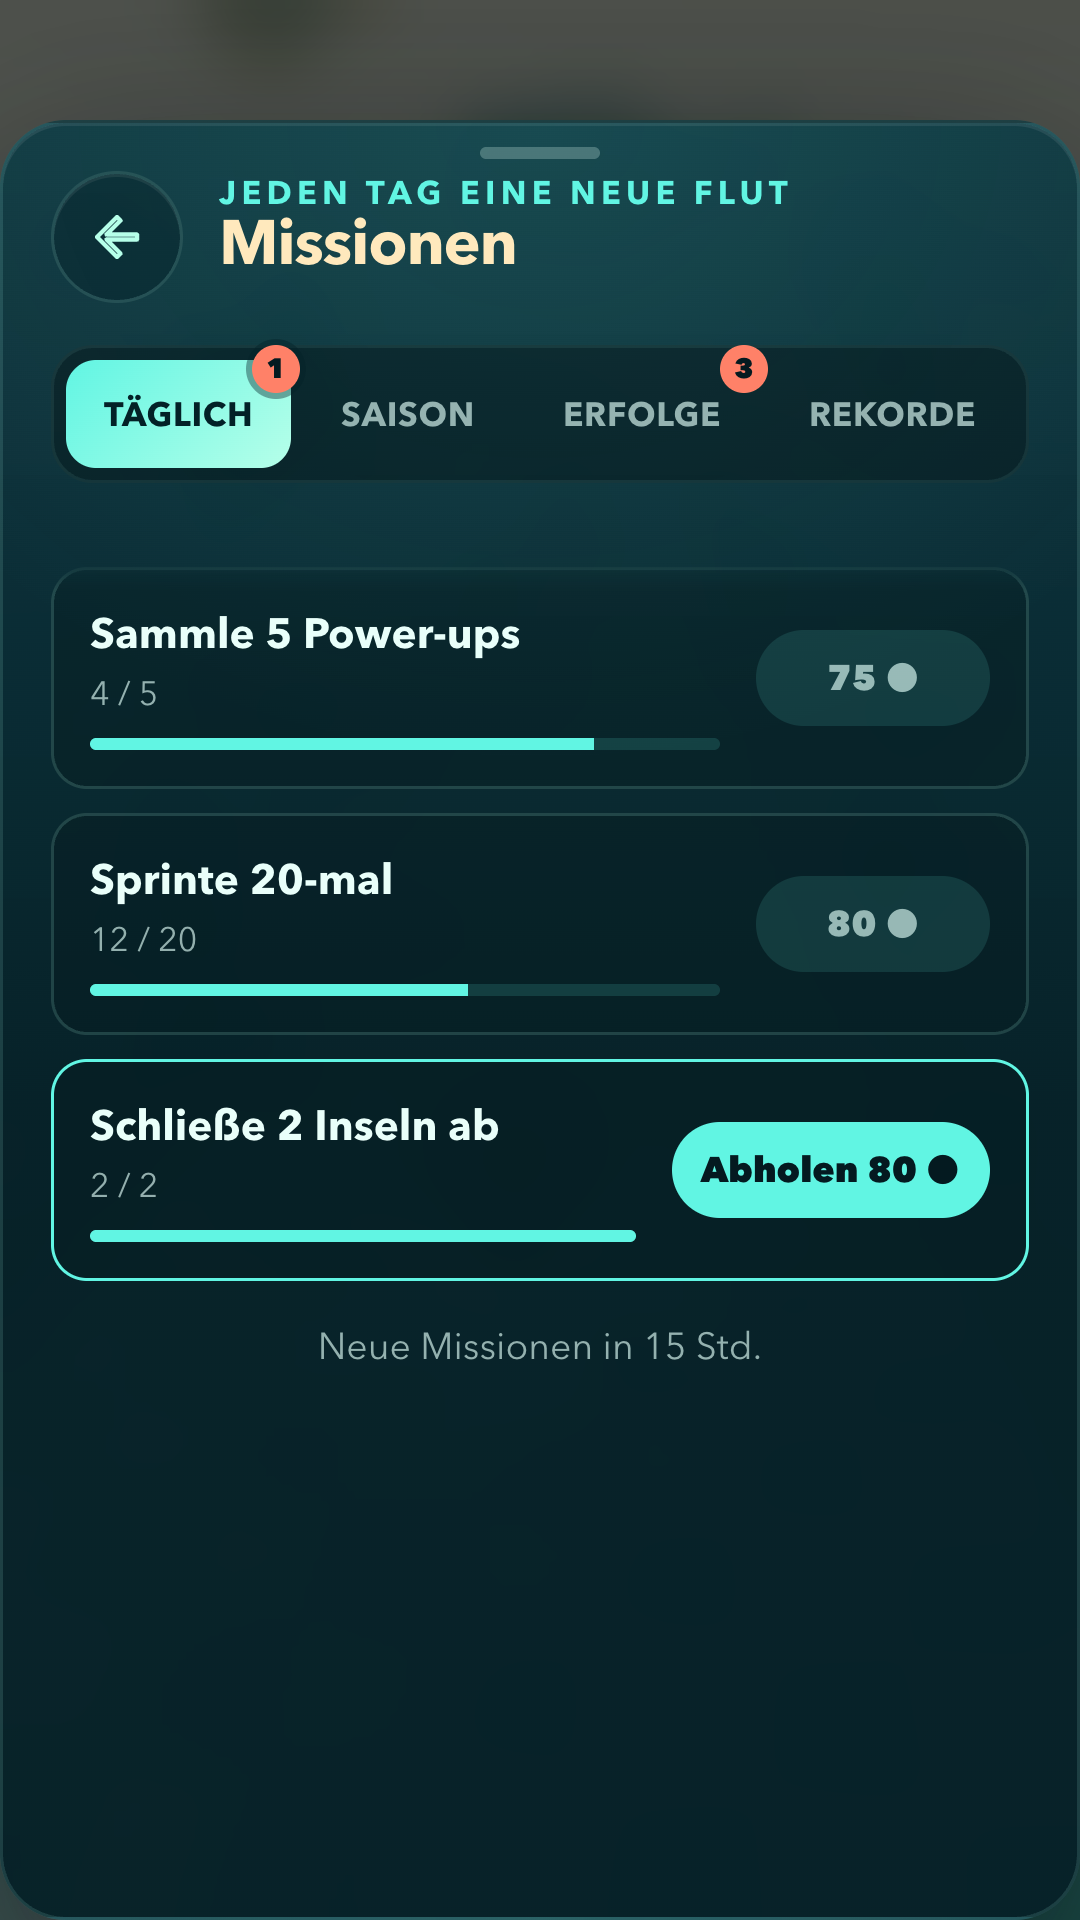 JEDEN TAG EINE NEUE FLUT
Missionen
1
3
TÄGLICH
SAISON
ERFOLGE
REKORDE
Sammle 5 Power-ups
4 / 5
75
Sprinte 20-mal
12 / 20
80
Schließe 2 Inseln ab
2 / 2
Abholen 80
Neue Missionen in 15 Std.